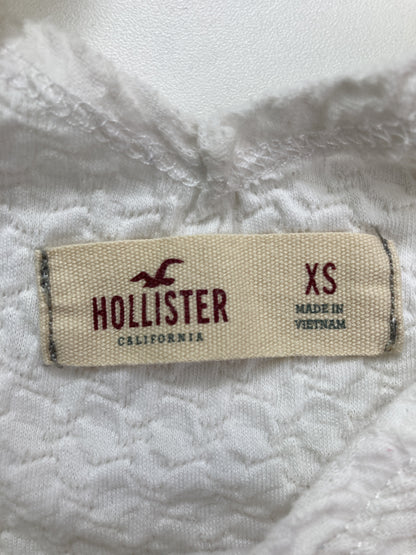 HOLLISTER
CALIFORNIA
XS
MADE IN
VIETNAM